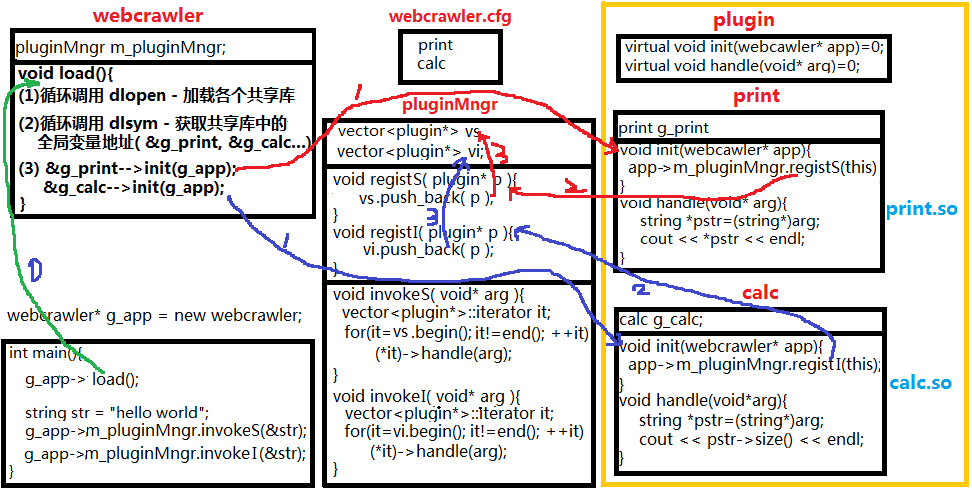 webcrawler
pluginMngr m_pluginMngr;
void load(){
(1)循环调用 dlopen - 加载各个共享库
(2)循环调用 dlsym - 获取共享库中的
全局变量地址( &g_print, &g_calc...)
(3) &g_print-->init(g_app);
&g_calc-->init(g_app);
}
webcrawler* g_app = new webcrawler;
int main(){
g_app-> load();
string str = "hello world";
g_app->m_pluginMngr.invokeS(&str);
g_app->m_pluginMngr.invokeI(&str);
}
webcrawler.cfg
print
calc
pluginMngr
vector<plugin*> vs
vector<plugin*> vi;
void registS( plugin* p ){
vs.push_back( p );
}
void registI( plugin* p ){
vi.push_back( p );
}
void invokeS( void* arg ){
vector<plugin*>::iterator it;
for(it=vs .begin(); it!=end(); ++it)
(*it)->handle(arg);
}
void invokeI( void* arg ){
vector<plugin*>::iterator it;
for(it=vi.begin(); it!=end(); ++it)
(*it)->handle(arg);
}
plugin
virtual void init(webcawler* app)=0;
virtual void handle(void* arq)=0;
print
print g_print
void init(webcrawler* app){
app->m_pluginMngr.registS(this)
}
void handle(void* arg){
string *pstr=(string*)arg;
cout << *pstr << endl;
}
print.so
calc
calc g_calc;
void init(webcrawler* app){
app->m_pluginMngr.registI(this);
}
void handle(void*arg){
string *pstr=(string*)arg;
cout << pstr->size() << endl;
}
calc.so
1
2
3
1
2
3